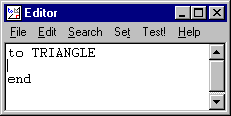 Editor
File Edit Search Set Test! Help
to TRIANGLE
end